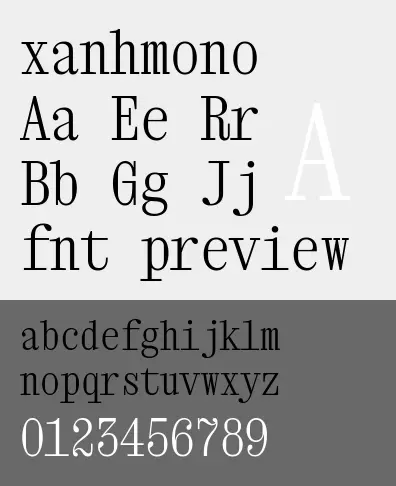 xanhmono
Aa Ee Rr
Bb Gg Jj
A
fnt preview
abcdefghijklm
nopqrstuvwxyz
0123456789